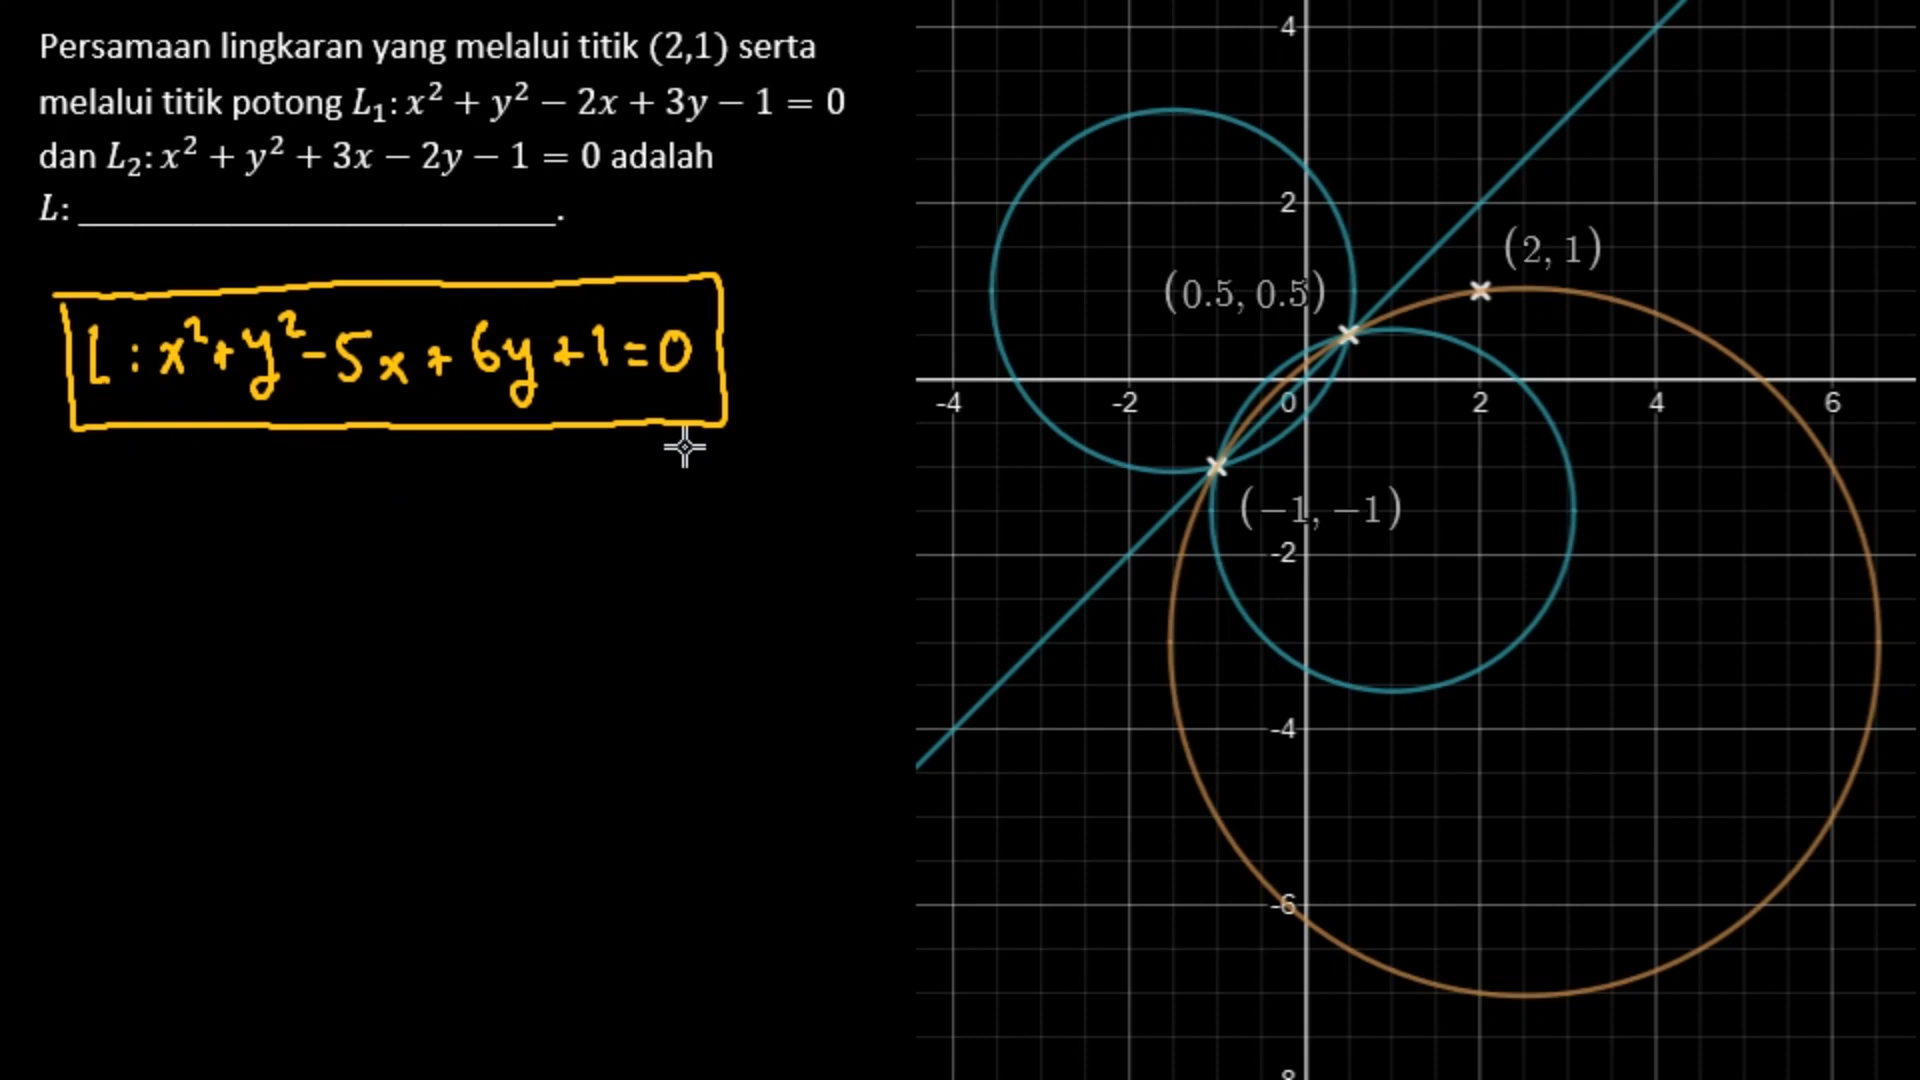 Persamaan lingkaran yang melalui titik (2,1) serta
melalui titik potong L₁: x² + y² − 2x + 3y − 1 = 0
dan L₂: x² + y² + 3x − 2y − 1 = 0 adalah
L: ______________________________.
L : x²+y²-5x+6y+1=0
4
2
(2, 1)
(0.5, 0.5)
-4 -2 0 2 4 6
(−1, −1)
-2
-4
-6